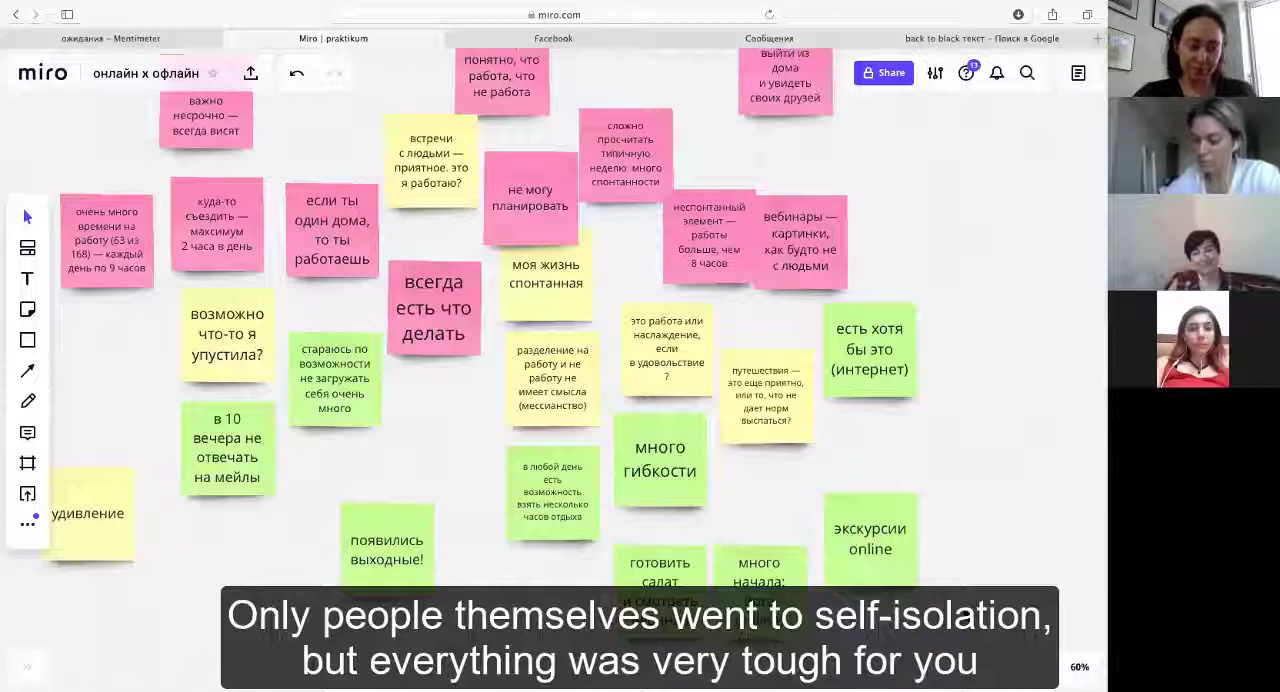 miro.com
ожидания – Mentimeter
Miro | praktikum
Facebook
Сообщения
back to black текст – Поиск в Google
miro
онлайн х офлайн
Share
13
понятно, что
работа, что
не работа
выйти из
дома
и увидеть
своих друзей
важно
несрочно —
всегда висят
встречи
с людьми —
приятное. это
я работаю?
сложно
просчитать
типичную
неделю: много
спонтанности
не могу
планировать
очень много
времени на
работу (63 из
168) — каждый
день по 9 часов
куда-то
съездить —
максимум
2 часа в день
если ты
один дома,
то ты
работаешь
неспонтанный
элемент —
работы
больше, чем
8 часов
вебинары —
картинки,
как будто не
с людьми
всегда
есть что
делать
моя жизнь
спонтанная
возможно
что-то я
упустила?
стараюсь по
возможности
не загружать
себя очень
много
разделение на
работу и не
работу не
имеет смысла
(мессианство)
это работа или
наслаждение,
если
в удовольствие
?
путешествия —
это еще приятно,
или то, что не
дает норм
выспаться?
есть хотя
бы это
(интернет)
в 10
вечера не
отвечать
на мейлы
много
гибкости
в любой день
есть
возможность
взять несколько
часов отдыха
удивление
появились
выходные!
экскурсии
online
готовить
салат
и смотреть
много
начала:
Only people themselves went to self-isolation,
but everything was very tough for you
60%